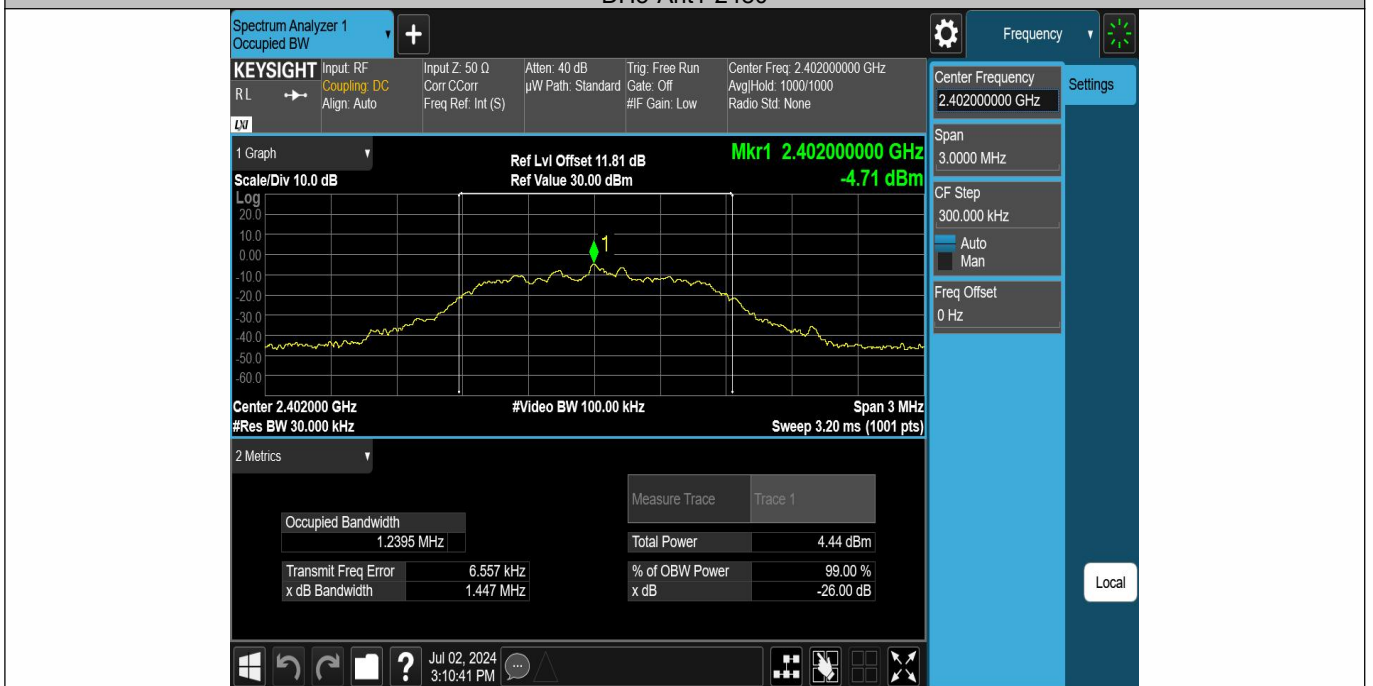 Spectrum Analyzer 1
Occupied BW
Frequency
KEYSIGHT
R L
LXI
Input: RF
Coupling: DC
Align: Auto
Input Z: 50 Ω
Corr CCorr
Freq Ref: Int (S)
Atten: 40 dB
µW Path: Standard
Trig: Free Run
Gate: Off
#IF Gain: Low
Center Freq: 2.402000000 GHz
Avg|Hold: 1000/1000
Radio Std: None
Center Frequency
2.402000000 GHz
Settings
Span
3.0000 MHz
CF Step
300.000 kHz
Auto
Man
Freq Offset
0 Hz
Local
1 Graph
Scale/Div 10.0 dB
Ref Lvl Offset 11.81 dB
Ref Value 30.00 dBm
Mkr1 2.402000000 GHz
-4.71 dBm
Log
20.0
10.0
0.00
-10.0
-20.0
-30.0
-40.0
-50.0
-60.0
1
Center 2.402000 GHz
#Video BW 100.00 kHz
Span 3 MHz
#Res BW 30.000 kHz
Sweep 3.20 ms (1001 pts)
2 Metrics
Measure Trace
Trace 1
Occupied Bandwidth
1.2395 MHz
Total Power
4.44 dBm
Transmit Freq Error
6.557 kHz
% of OBW Power
99.00 %
x dB Bandwidth
1.447 MHz
x dB
-26.00 dB
?
Jul 02, 2024
3:10:41 PM